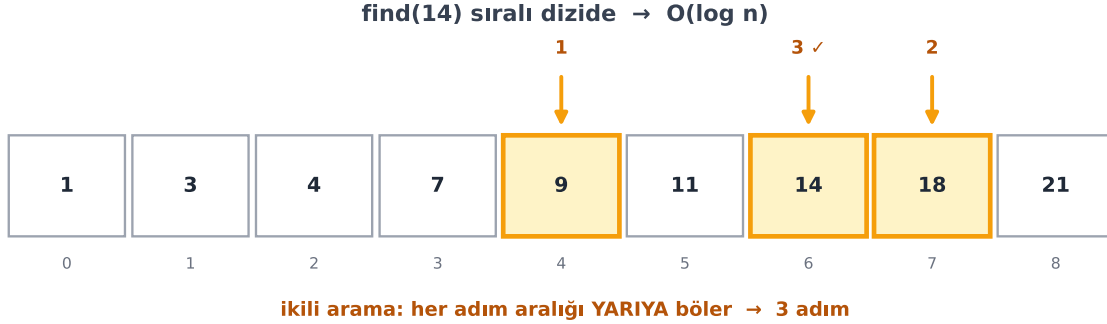 find(14) sıralı dizide → O(log n)
1 3 ✓ 2
1 3 4 7 9 11 14 18 21
0 1 2 3 4 5 6 7 8
ikili arama: her adım aralığı YARIYA böler → 3 adım